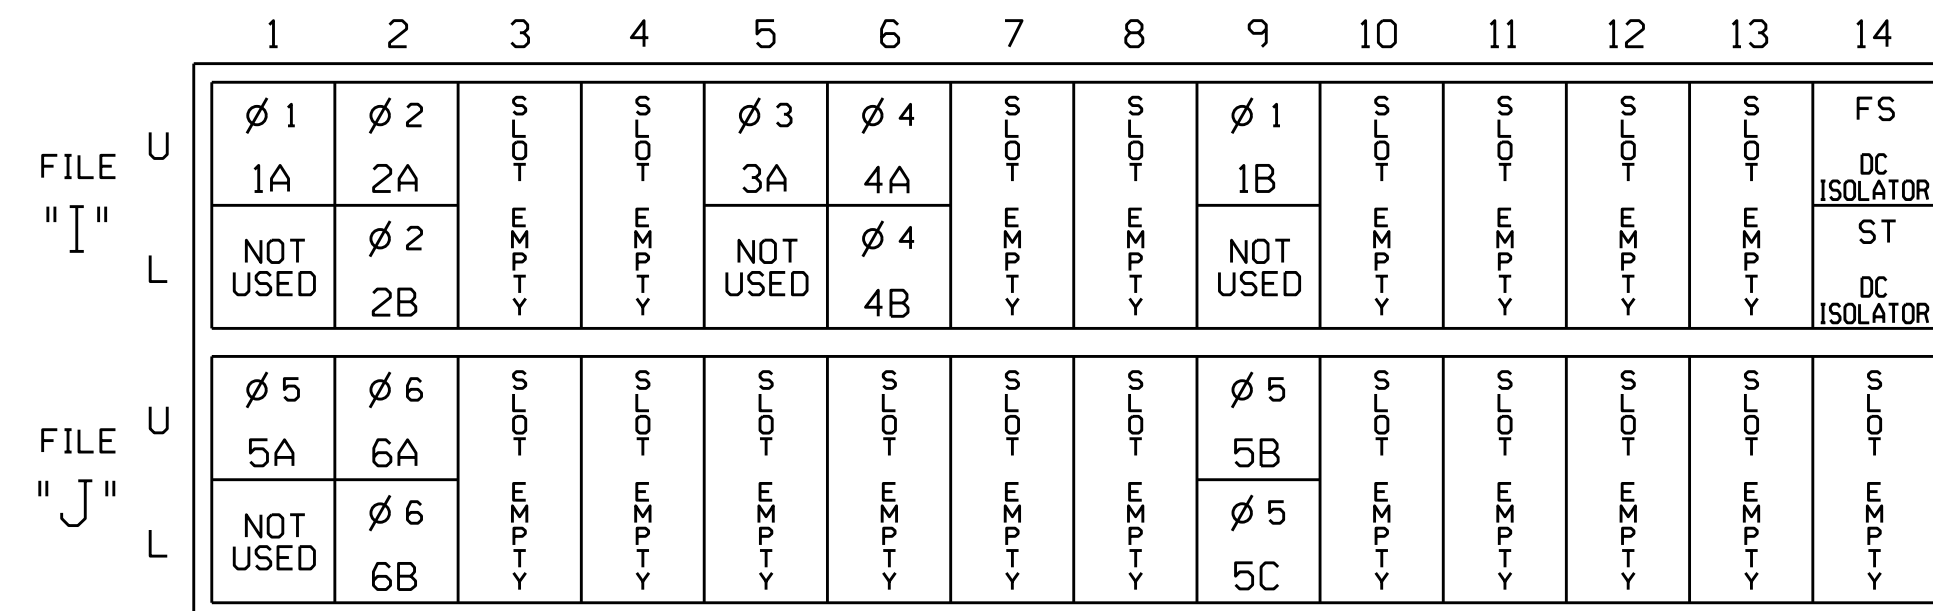 1 2 3 4 5 6 7 8 9 10 11 12 13 14
FILE "I"
U
L
Ø 1 1A
NOT USED
Ø 2 2A
Ø 2 2B
SLOT EMPTY
SLOT EMPTY
Ø 3 3A
NOT USED
Ø 4 4A
Ø 4 4B
SLOT EMPTY
SLOT EMPTY
Ø 1 1B
NOT USED
SLOT EMPTY
SLOT EMPTY
SLOT EMPTY
SLOT EMPTY
FS DC ISOLATOR
ST DC ISOLATOR
FILE "J"
U
L
Ø 5 5A
NOT USED
Ø 6 6A
Ø 6 6B
SLOT EMPTY
SLOT EMPTY
SLOT EMPTY
SLOT EMPTY
SLOT EMPTY
SLOT EMPTY
Ø 5 5B
Ø 5 5C
SLOT EMPTY
SLOT EMPTY
SLOT EMPTY
SLOT EMPTY
SLOT EMPTY